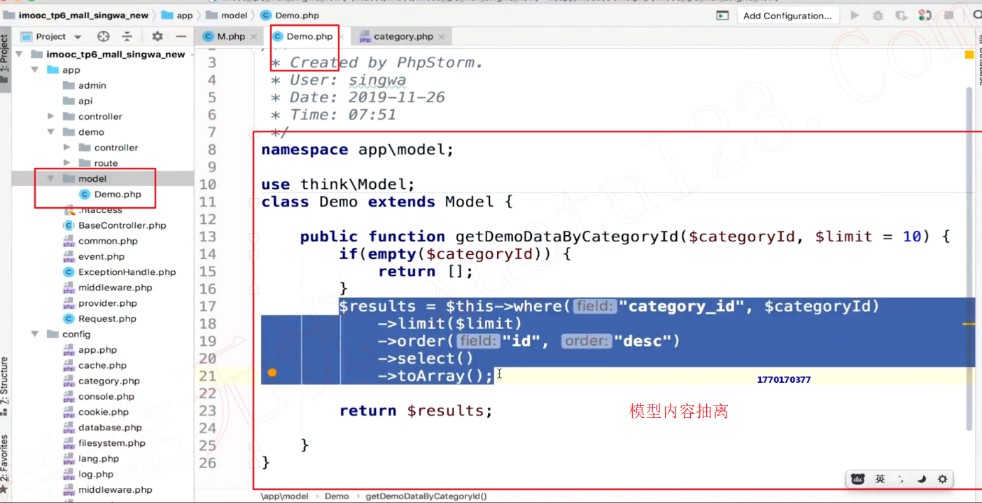 imooc_tp6_mall_singwa_new app model Demo.php
Add Configuration...
Project
M.php Demo.php category.php
1: Project
imooc_tp6_mall_singwa_new
app
admin
api
controller
demo
controller
route
model
Demo.php
.htaccess
BaseController.php
common.php
event.php
ExceptionHandle.php
middleware.php
provider.php
Request.php
config
app.php
cache.php
category.php
console.php
cookie.php
database.php
filesystem.php
lang.php
log.php
middleware.php
7: Structure
2: Favorites
3 * Created by PhpStorm.
4 * User: singwa
5 * Date: 2019-11-26
6 * Time: 07:51
7 */
8 namespace app\model;
9
10 use think\Model;
11 class Demo extends Model {
12
13 public function getDemoDataByCategoryId($categoryId, $limit = 10) {
14 if(empty($categoryId)) {
15 return [];
16 }
17 $results = $this->where( field: "category_id", $categoryId)
18 ->limit($limit)
19 ->order( field: "id", order: "desc")
20 ->select()
21 ->toArray();
1770170377
22
23 return $results;
模型内容抽离
24
25 }
26 }
英
\app\model Demo getDemoDataByCategoryId()